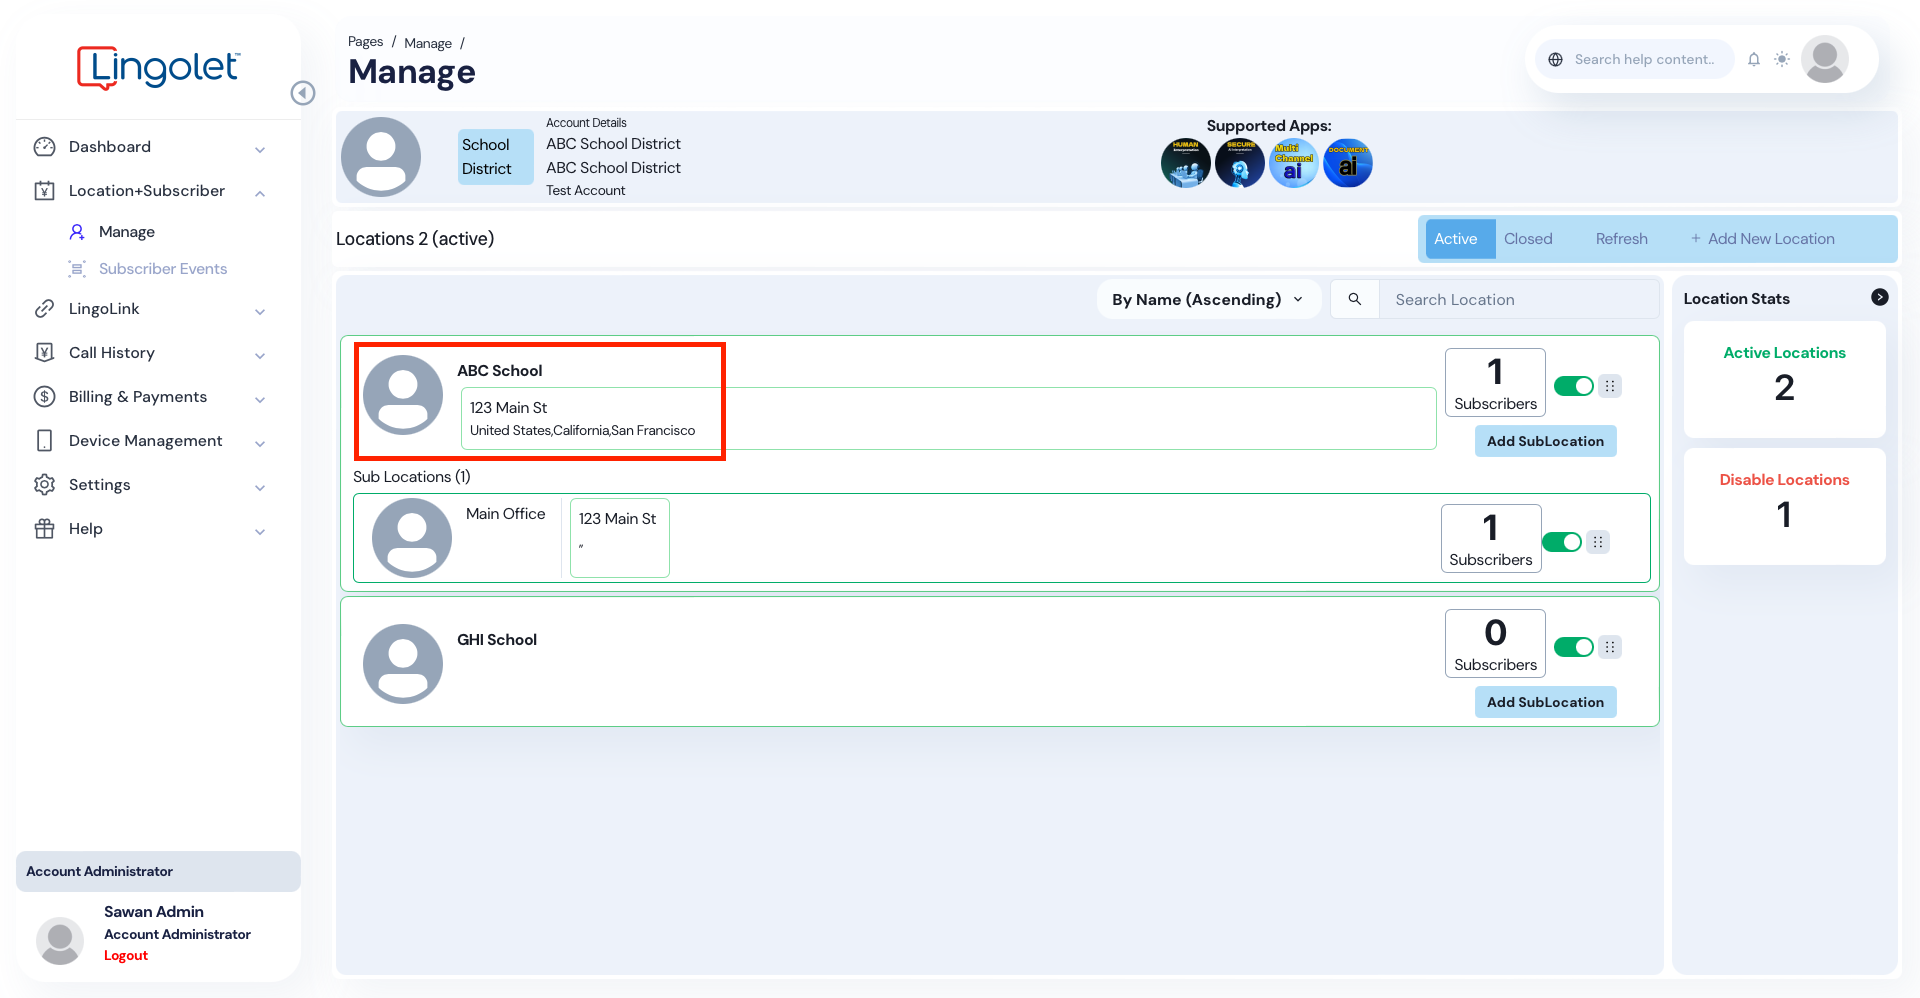 Lingolet™
Dashboard
Location+Subscriber
Manage
Subscriber Events
LingoLink
Call History
Billing & Payments
Device Management
Settings
Help
Account Administrator
Sawan Admin
Account Administrator
Logout
Pages / Manage /
Manage
Search help content..
School
District
Account Details
ABC School District
ABC School District
Test Account
Supported Apps:
HUMAN
Interpretation
SECURE
AI Interpretation
Multi
Channel
ai
DOCUMENT
ai
Locations 2 (active)
Active Closed Refresh + Add New Location
By Name (Ascending)
Search Location
ABC School
123 Main St
United States,California,San Francisco
1
Subscribers
Add SubLocation
Sub Locations (1)
Main Office
123 Main St
,,
1
Subscribers
GHI School
0
Subscribers
Add SubLocation
Location Stats
Active Locations
2
Disable Locations
1